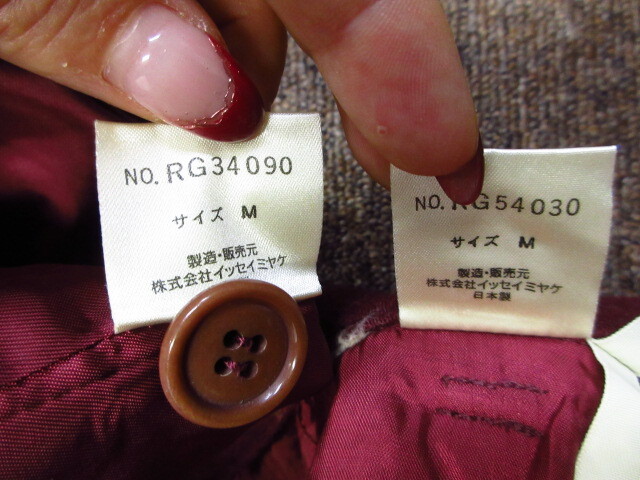 NO. RG34090
サイズ M
製造・販売元
株式会社イッセイミヤケ
NO. RG54030
サイズ M
製造・販売元
株式会社イッセイミヤケ
日本製